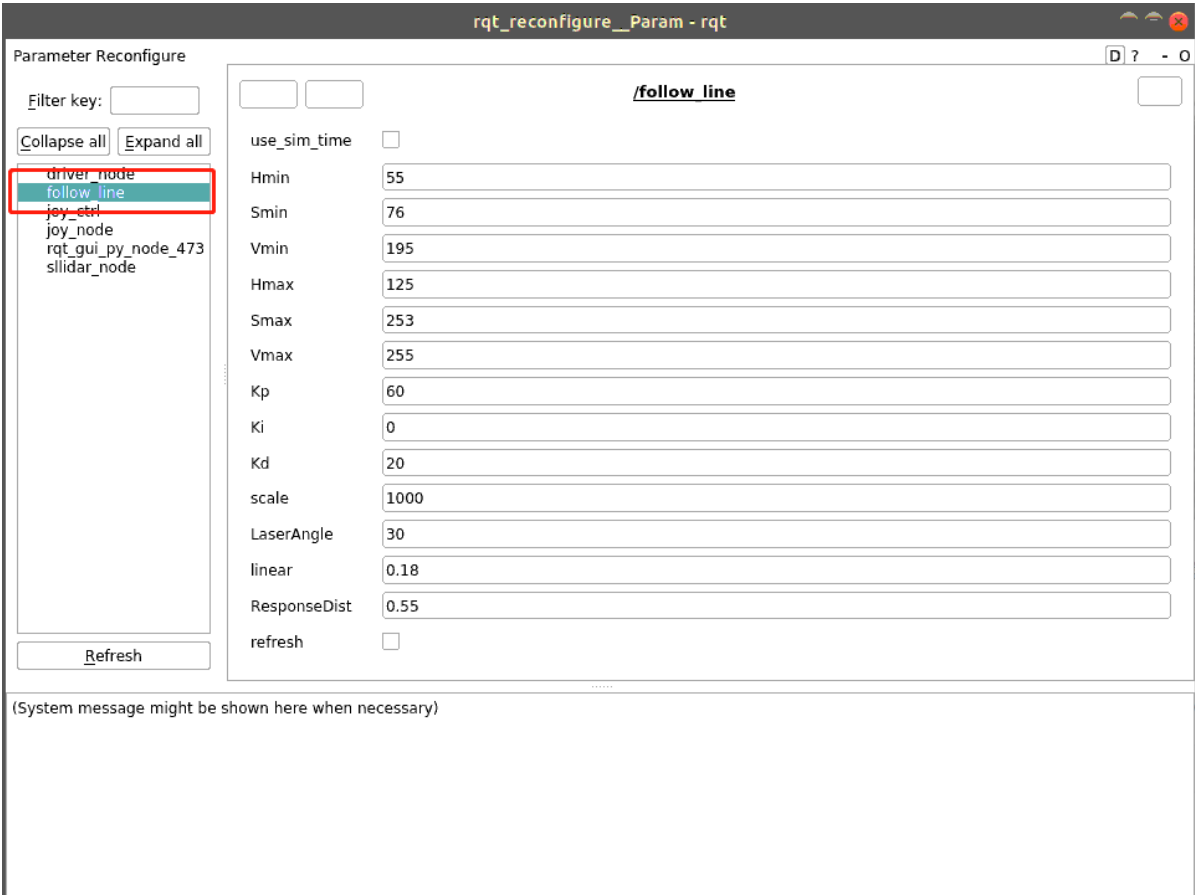 rqt_reconfigure__Param - rqt
Parameter Reconfigure
D ? - O
Filter key:
Collapse all Expand all
driver_node
follow_line
joy_ctrl
joy_node
rqt_gui_py_node_473
sllidar_node
Refresh
/follow_line
use_sim_time
Hmin 55
Smin 76
Vmin 195
Hmax 125
Smax 253
Vmax 255
Kp 60
Ki 0
Kd 20
scale 1000
LaserAngle 30
linear 0.18
ResponseDist 0.55
refresh
(System message might be shown here when necessary)